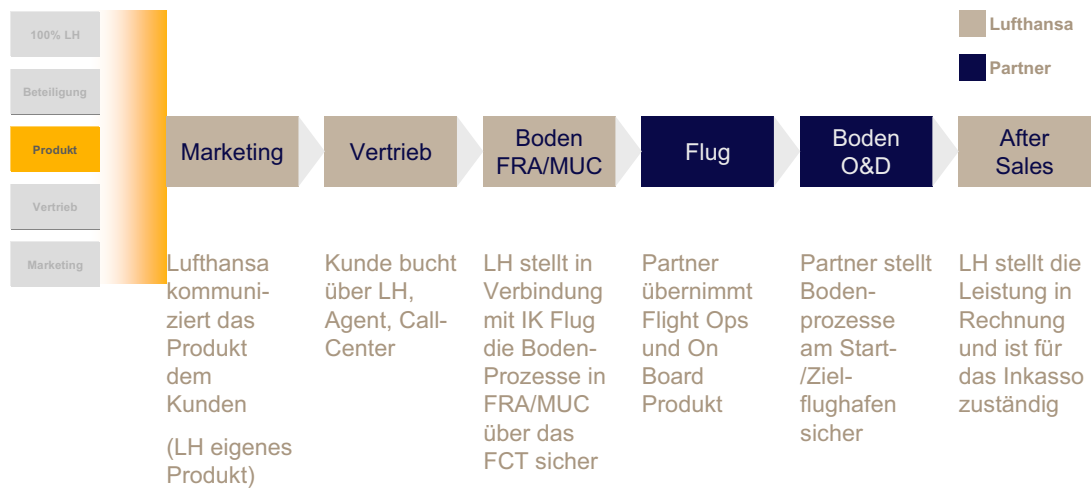 100% LH
Beteiligung
Produkt
Vertrieb
Marketing
Lufthansa
Partner
Marketing
Vertrieb
Boden
FRA/MUC
Flug
Boden
O&D
After
Sales
Lufthansa
kommuni-
ziert das
Produkt
dem
Kunden
(LH eigenes
Produkt)
Kunde bucht
über LH,
Agent, Call-
Center
LH stellt in
Verbindung
mit IK Flug
die Boden-
Prozesse in
FRA/MUC
über das
FCT sicher
Partner
übernimmt
Flight Ops
und On
Board
Produkt
Partner stellt
Boden-
prozesse
am Start-
/Ziel-
flughafen
sicher
LH stellt die
Leistung in
Rechnung
und ist für
das Inkasso
zuständig